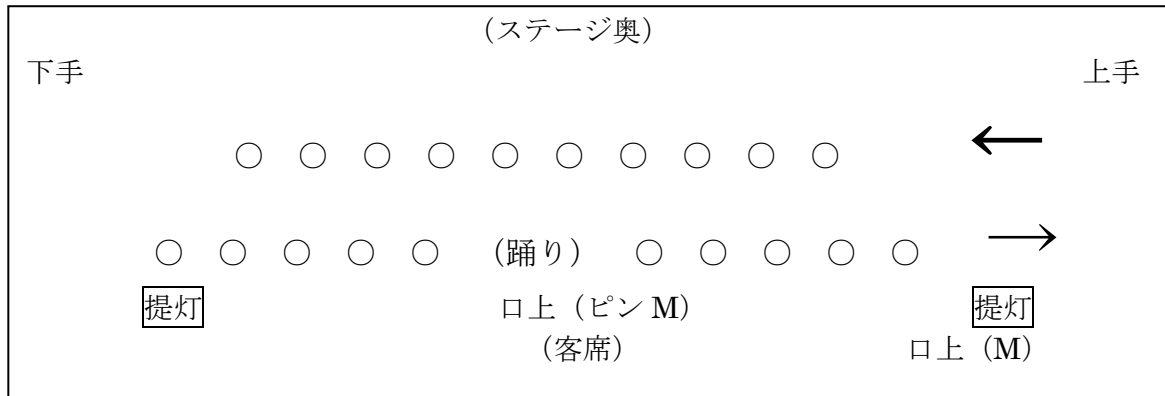 （ステージ奥）
下手 上手
← ○ ○ ○ ○ ○ ○ ○ ○ ○ ○
○ ○ ○ ○ ○ （踊り） ○ ○ ○ ○ ○ →
提灯 口上（ピン M） 提灯
（客席） 口上（M）